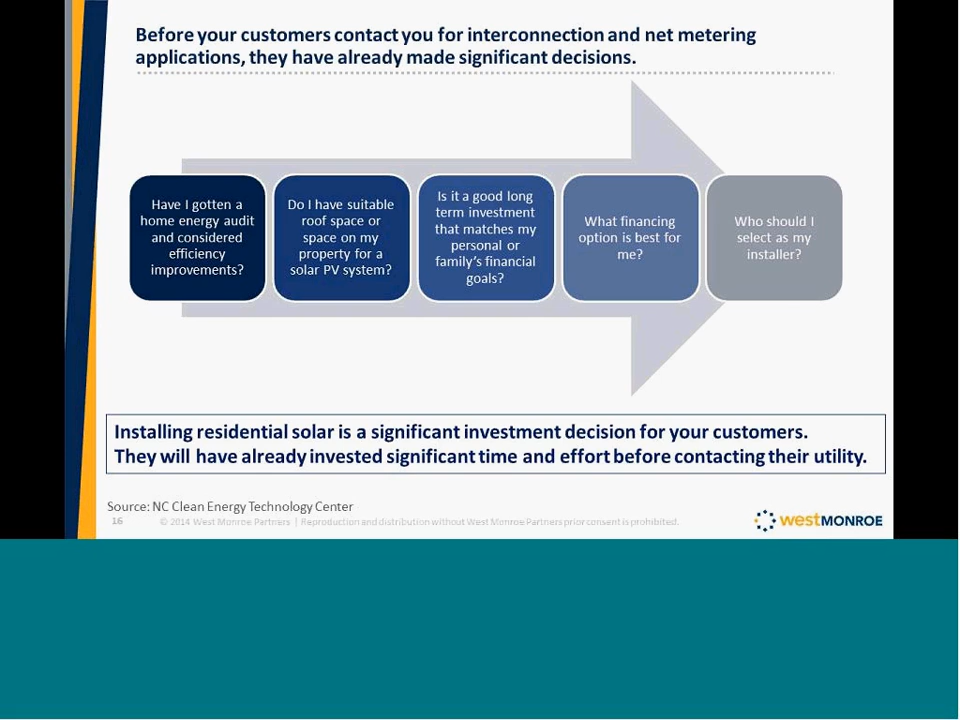 Before your customers contact you for interconnection and net metering
applications, they have already made significant decisions.
Have I gotten a
home energy audit
and considered
efficiency
improvements?
Do I have suitable
roof space or
space on my
property for a
solar PV system?
Is it a good long
term investment
that matches my
personal or
family's financial
goals?
What financing
option is best for
me?
Who should I
select as my
installer?
Installing residential solar is a significant investment decision for your customers.
They will have already invested significant time and effort before contacting their utility.
Source: NC Clean Energy Technology Center
16 © 2014 West Monroe Partners | Reproduction and distribution without West Monroe Partners prior consent is prohibited.
westMONROE